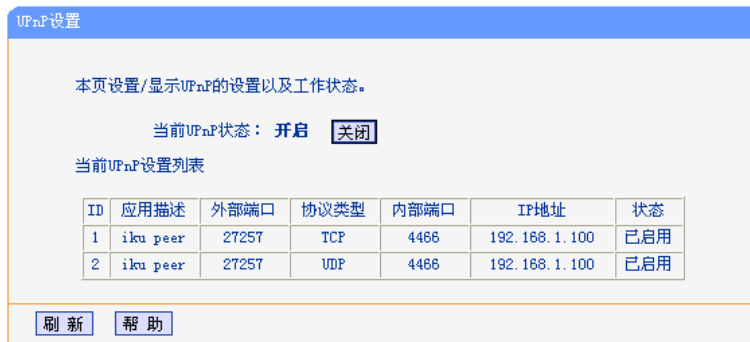 UPnP设置
本页设置/显示UPnP的设置以及工作状态。
当前UPnP状态： 开启 关闭
当前UPnP设置列表
ID 应用描述 外部端口 协议类型 内部端口 IP地址 状态
1 iku peer 27257 TCP 4466 192.168.1.100 已启用
2 iku peer 27257 UDP 4466 192.168.1.100 已启用
刷 新 帮 助